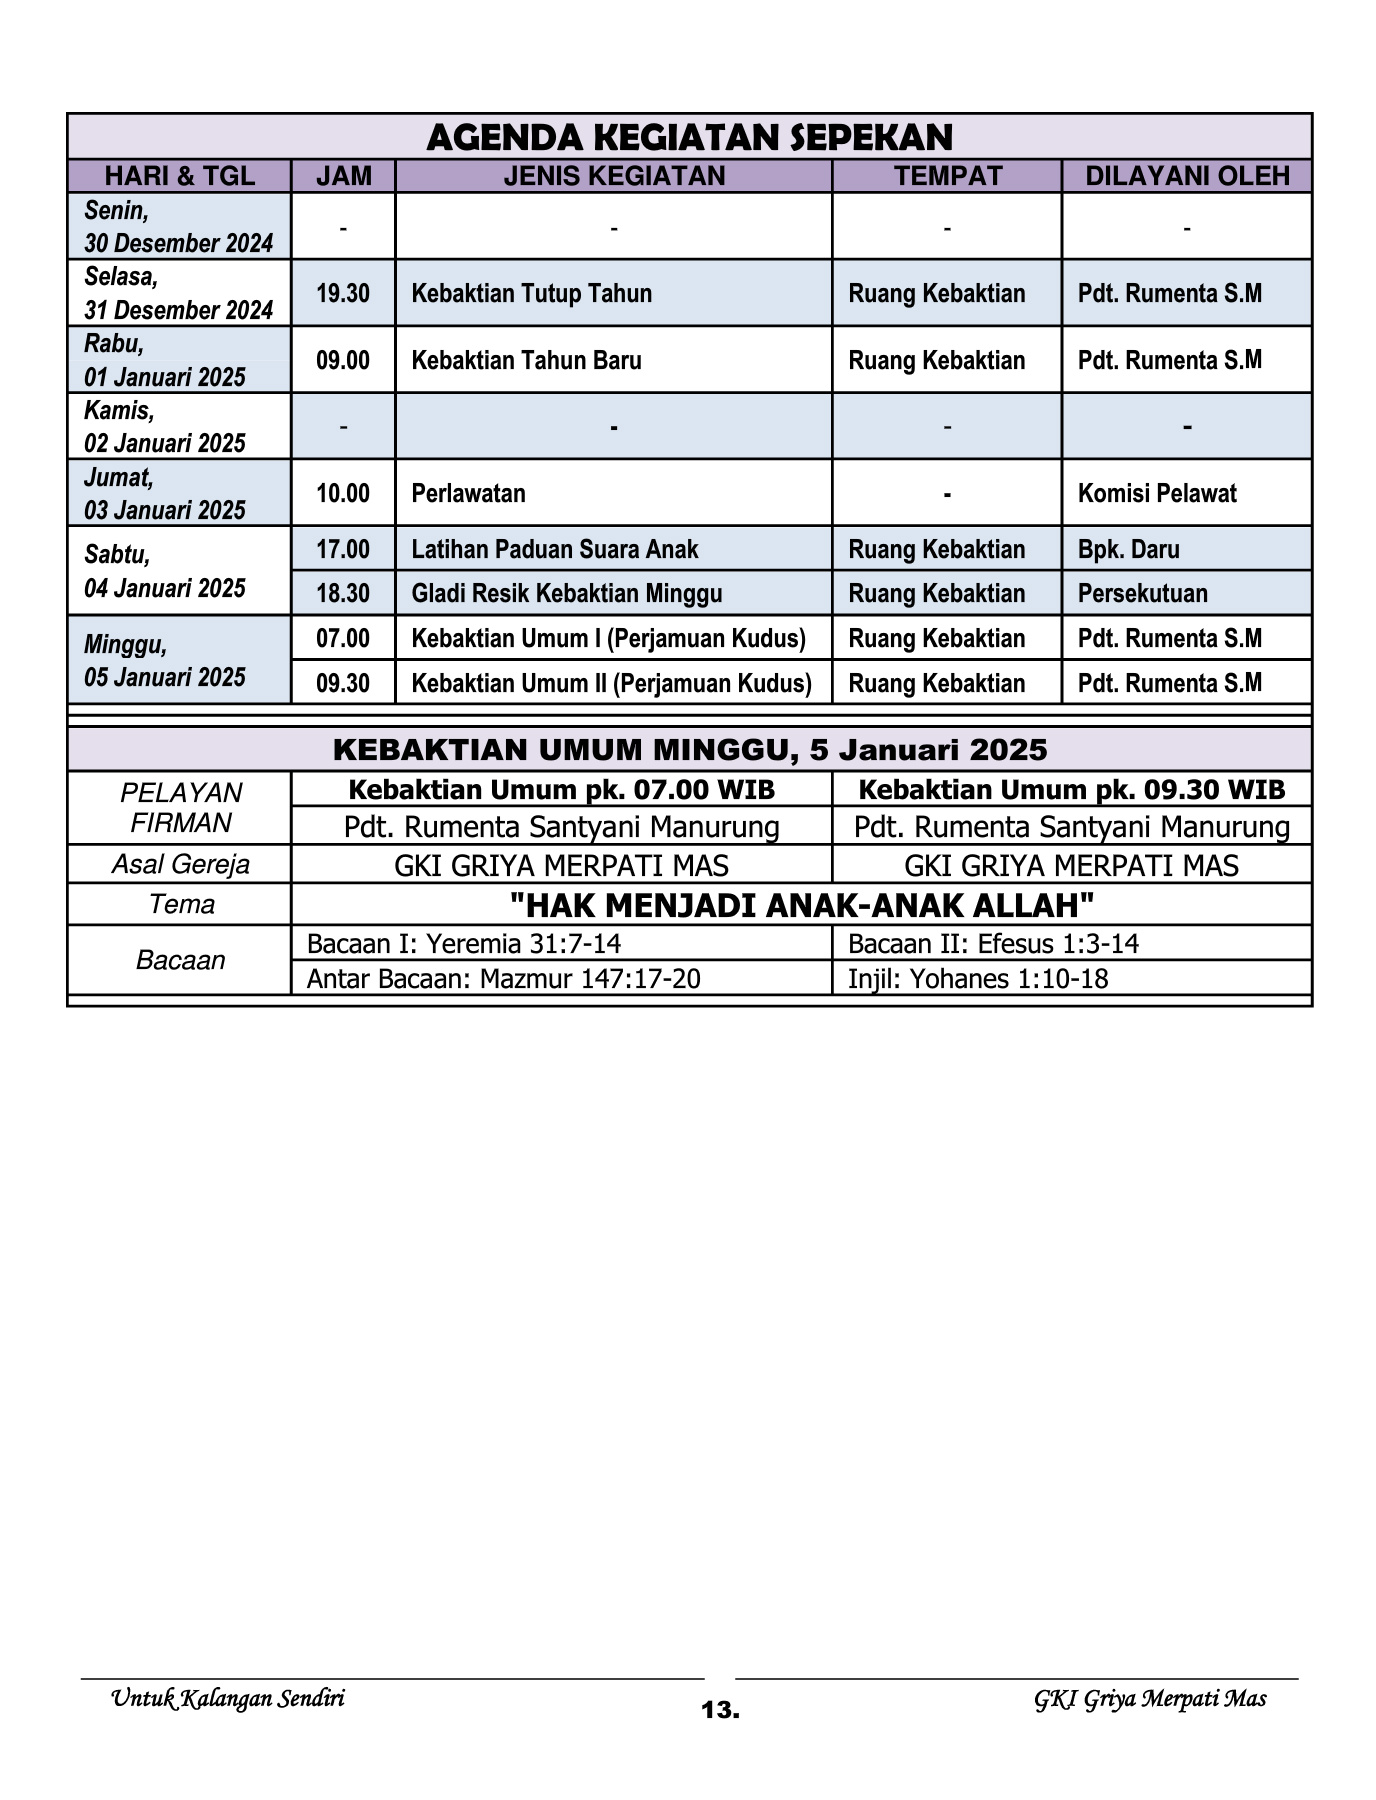 AGENDA KEGIATAN SEPEKAN
HARI & TGL JAM JENIS KEGIATAN TEMPAT DILAYANI OLEH
Senin,
30 Desember 2024 - - - -
Selasa,
31 Desember 2024 19.30 Kebaktian Tutup Tahun Ruang Kebaktian Pdt. Rumenta S.M
Rabu,
01 Januari 2025 09.00 Kebaktian Tahun Baru Ruang Kebaktian Pdt. Rumenta S.M
Kamis,
02 Januari 2025 - - - -
Jumat,
03 Januari 2025 10.00 Perlawatan - Komisi Pelawat
Sabtu,
04 Januari 2025
17.00 Latihan Paduan Suara Anak Ruang Kebaktian Bpk. Daru
18.30 Gladi Resik Kebaktian Minggu Ruang Kebaktian Persekutuan
Minggu,
05 Januari 2025
07.00 Kebaktian Umum I (Perjamuan Kudus) Ruang Kebaktian Pdt. Rumenta S.M
09.30 Kebaktian Umum II (Perjamuan Kudus) Ruang Kebaktian Pdt. Rumenta S.M
KEBAKTIAN UMUM MINGGU, 5 Januari 2025
PELAYAN
FIRMAN
Kebaktian Umum pk. 07.00 WIB Kebaktian Umum pk. 09.30 WIB
Pdt. Rumenta Santyani Manurung Pdt. Rumenta Santyani Manurung
Asal Gereja GKI GRIYA MERPATI MAS GKI GRIYA MERPATI MAS
Tema "HAK MENJADI ANAK-ANAK ALLAH"
Bacaan
Bacaan I: Yeremia 31:7-14 Bacaan II: Efesus 1:3-14
Antar Bacaan: Mazmur 147:17-20 Injil: Yohanes 1:10-18
Untuk Kalangan Sendiri 13. GKI Griya Merpati Mas